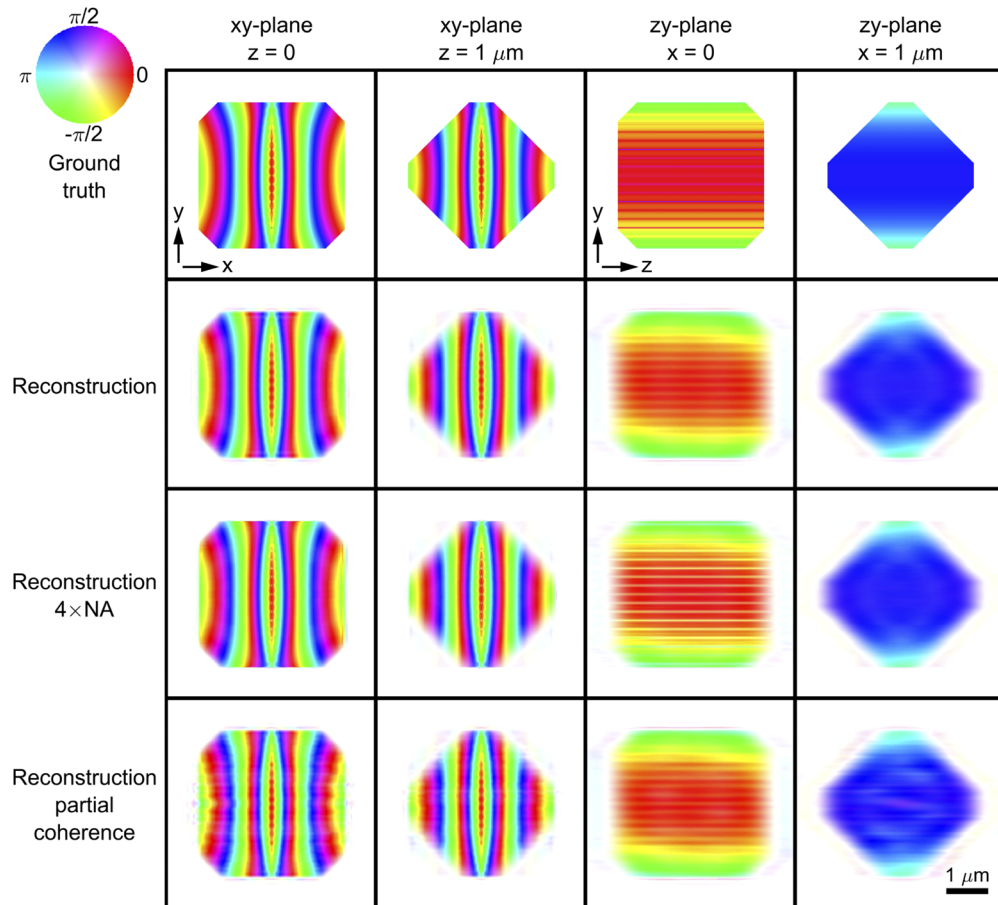 π/2
π
0
-π/2
xy-plane
z = 0
xy-plane
z = 1 μm
zy-plane
x = 0
zy-plane
x = 1 μm
Ground
truth
y
x
y
z
Reconstruction
Reconstruction
4×NA
Reconstruction
partial
coherence
1 μm